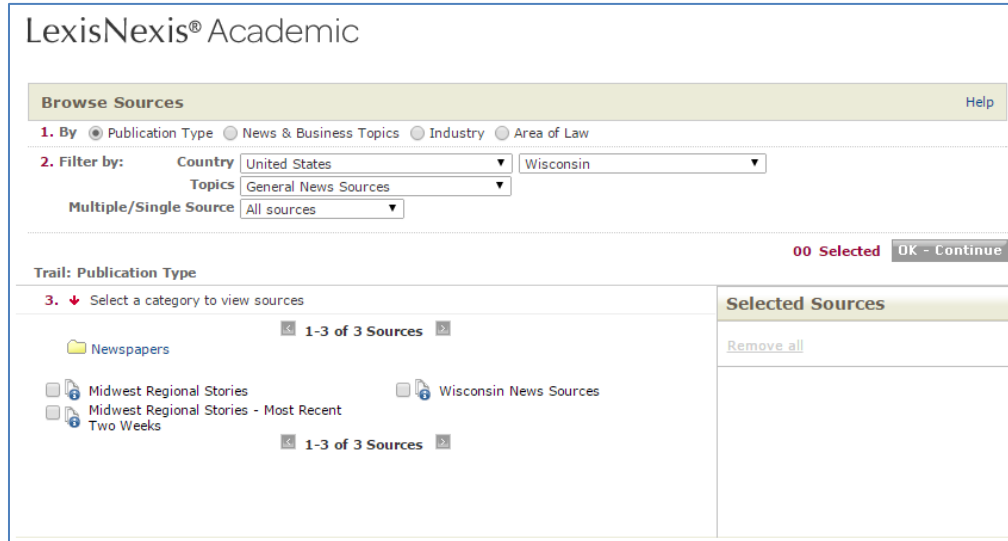 LexisNexis® Academic
Browse Sources Help
1. By Publication Type News & Business Topics Industry Area of Law
2. Filter by: Country United States Wisconsin
Topics General News Sources
Multiple/Single Source All sources
00 Selected OK - Continue
Trail: Publication Type
3. Select a category to view sources
Selected Sources
1-3 of 3 Sources
Newspapers
Remove all
Midwest Regional Stories
Wisconsin News Sources
Midwest Regional Stories - Most Recent
Two Weeks
1-3 of 3 Sources